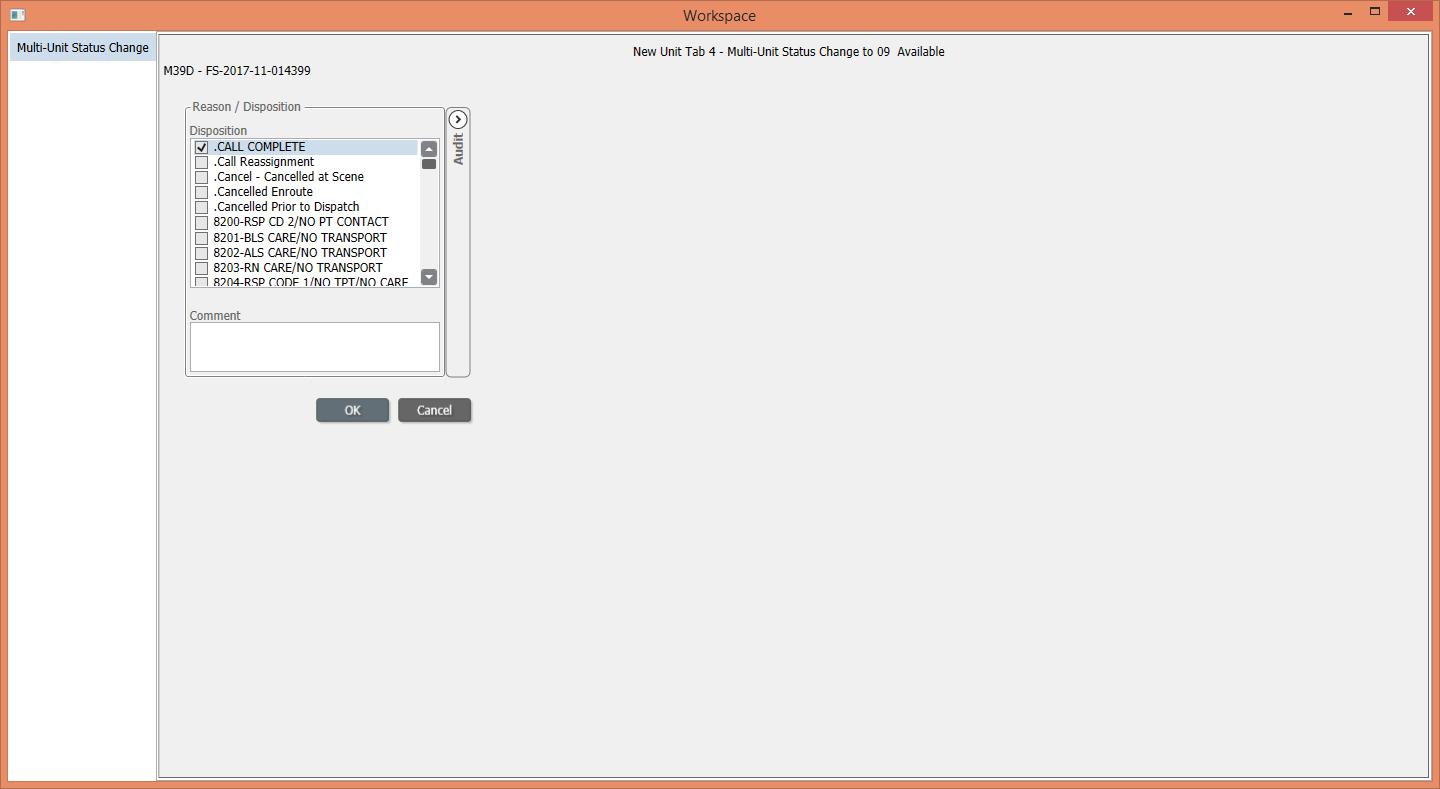 Workspace
Multi-Unit Status Change
New Unit Tab 4 - Multi-Unit Status Change to 09  Available
M39D - FS-2017-11-014399
Reason / Disposition
Disposition
.CALL COMPLETE
.Call Reassignment
.Cancel - Cancelled at Scene
.Cancelled Enroute
.Cancelled Prior to Dispatch
8200-RSP CD 2/NO PT CONTACT
8201-BLS CARE/NO TRANSPORT
8202-ALS CARE/NO TRANSPORT
8203-RN CARE/NO TRANSPORT
8204-RSP CODE 1/NO TPT/NO CARE
Audit
Comment
OK
Cancel